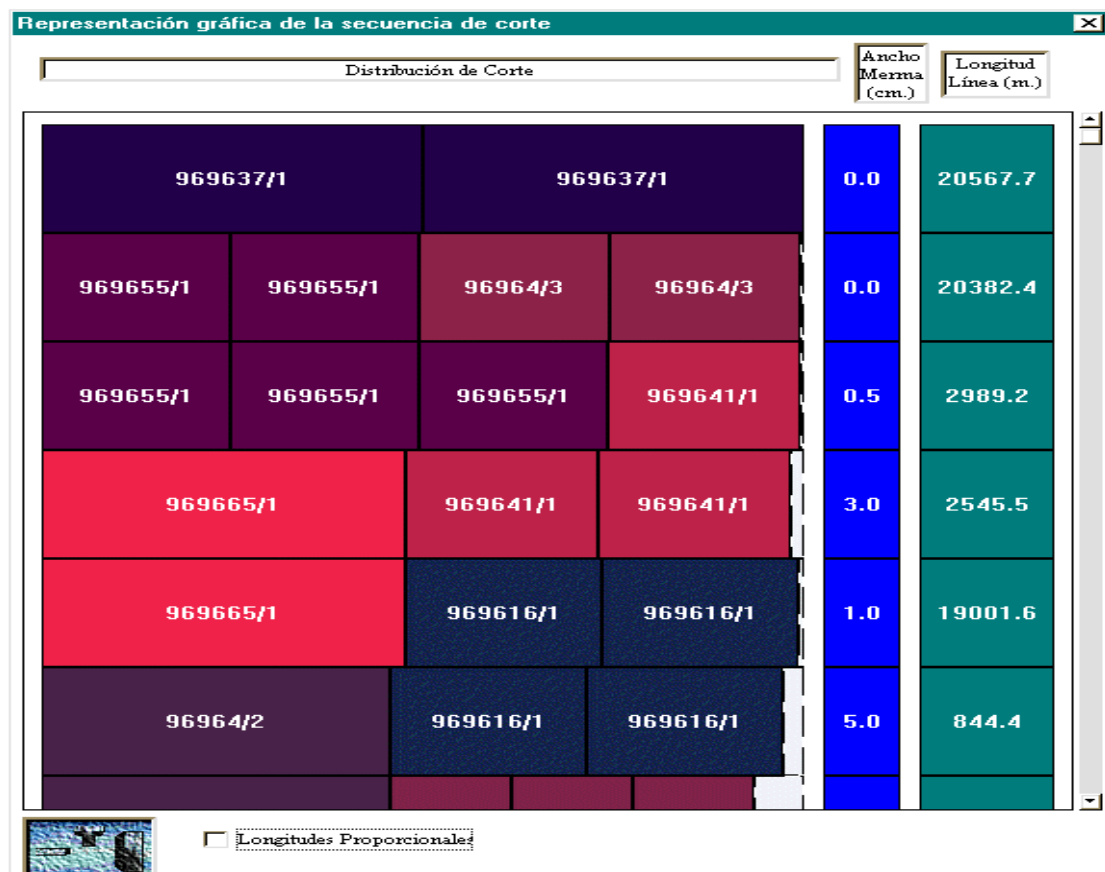 Representación gráfica de la secuencia de corte
Distribución de Corte
Ancho
Merma
(cm.)
Longitud
Línea (m.)
969637/1 969637/1 0.0 20567.7
969655/1 969655/1 96964/3 96964/3 0.0 20382.4
969655/1 969655/1 969655/1 969641/1 0.5 2989.2
969665/1 969641/1 969641/1 3.0 2545.5
969665/1 969616/1 969616/1 1.0 19001.6
96964/2 969616/1 969616/1 5.0 844.4
Longitudes Proporcionales